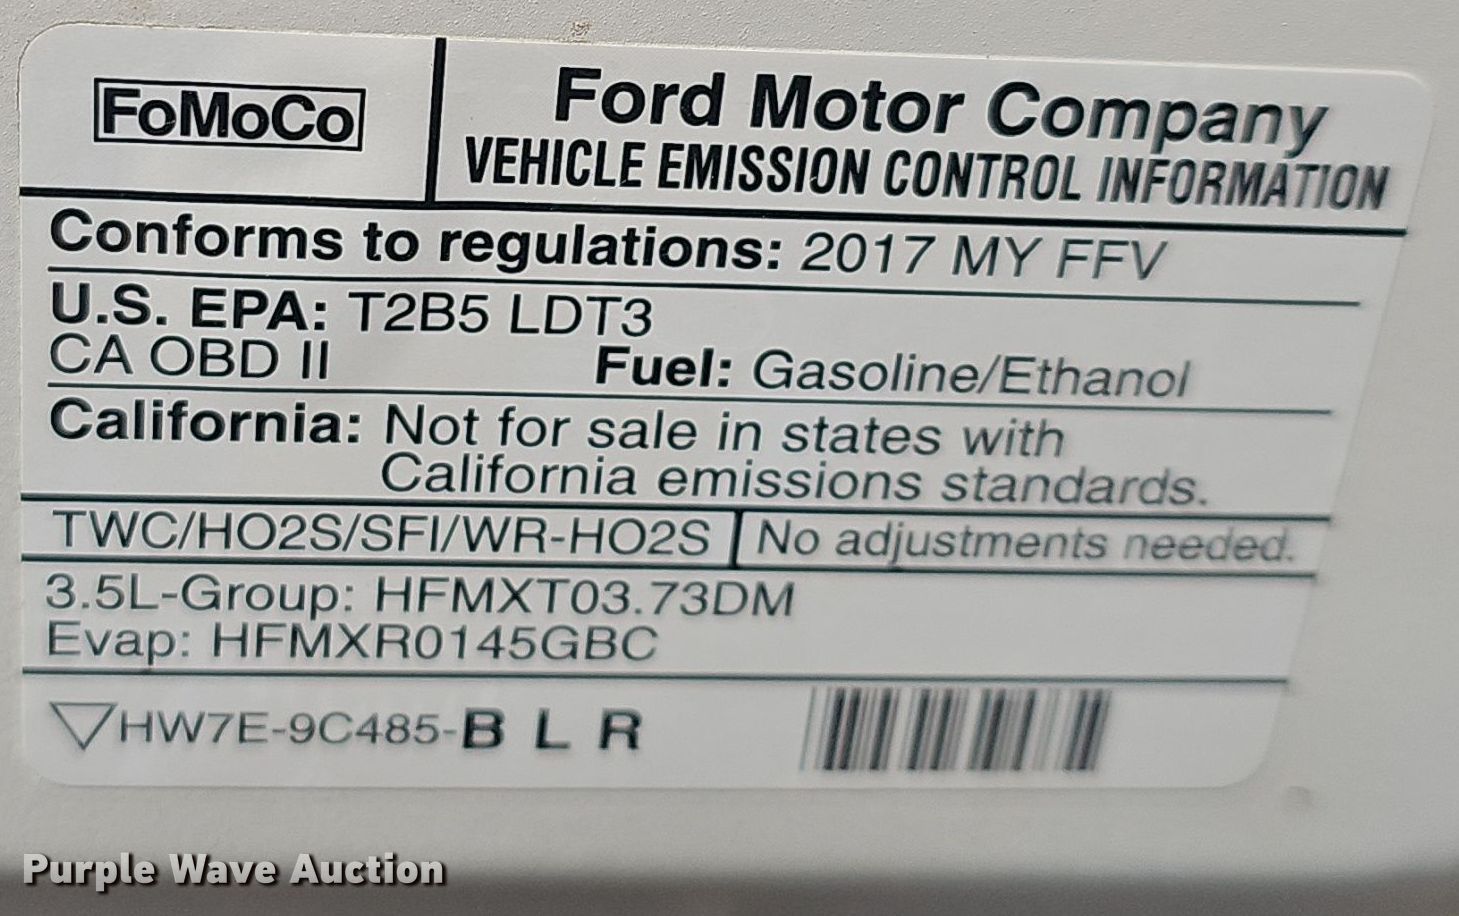 FoMoCo
Ford Motor Company
VEHICLE EMISSION CONTROL INFORMATION
Conforms to regulations: 2017 MY FFV
U.S. EPA: T2B5 LDT3
CA OBD II Fuel: Gasoline/Ethanol
California: Not for sale in states with
California emissions standards.
TWC/HO2S/SFI/WR-HO2S No adjustments needed.
3.5L-Group: HFMXT03.73DM
Evap: HFMXR0145GBC
HW7E-9C485-B L R
Purple Wave Auction